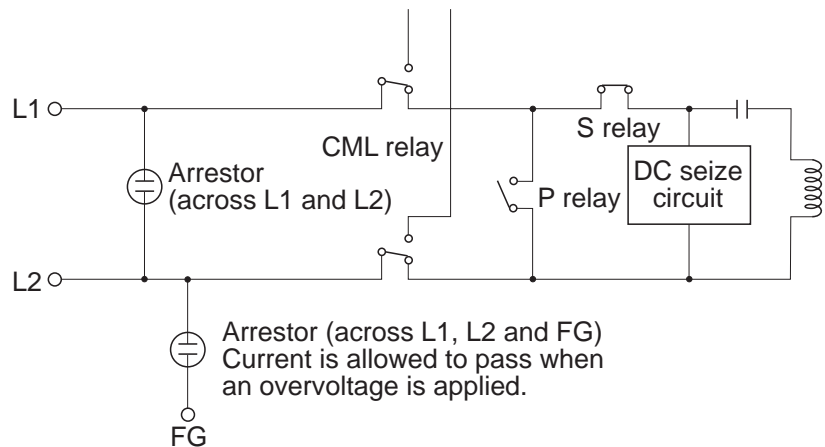 L1
S relay
CML relay
Arrestor
(across L1 and L2)
P relay
DC seize
circuit
L2
Arrestor (across L1, L2 and FG)
Current is allowed to pass when
an overvoltage is applied.
FG